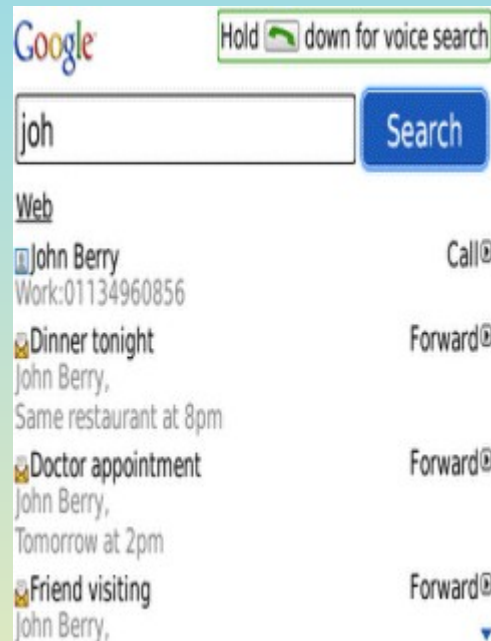 Google Hold down for voice search
joh Search
Web
John Berry Call
Work:01134960856
Dinner tonight Forward
John Berry,
Same restaurant at 8pm
Doctor appointment Forward
John Berry,
Tomorrow at 2pm
Friend visiting Forward
John Berry,